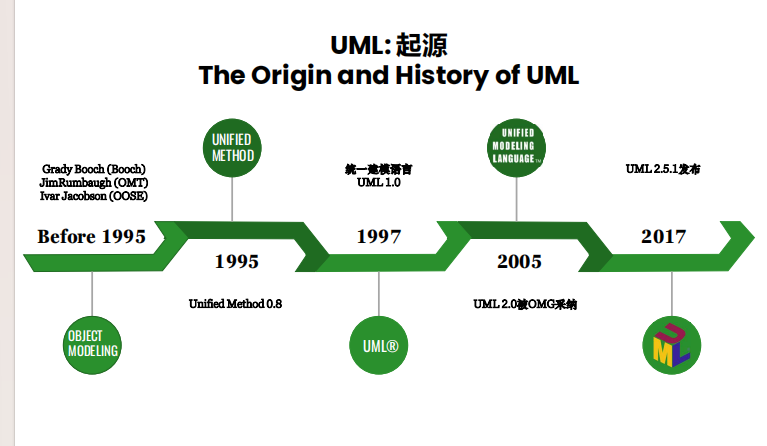 UML: 起源
The Origin and History of UML
Grady Booch (Booch)
JimRumbaugh (OMT)
Ivar Jacobson (OOSE)
Before 1995
OBJECT
MODELING
UNIFIED
METHOD
1995
Unified Method 0.8
统一建模语言
UML 1.0
1997
UML®
UNIFIED
MODELING
LANGUAGE™
2005
UML 2.0被OMG采纳
UML 2.5.1发布
2017
UML